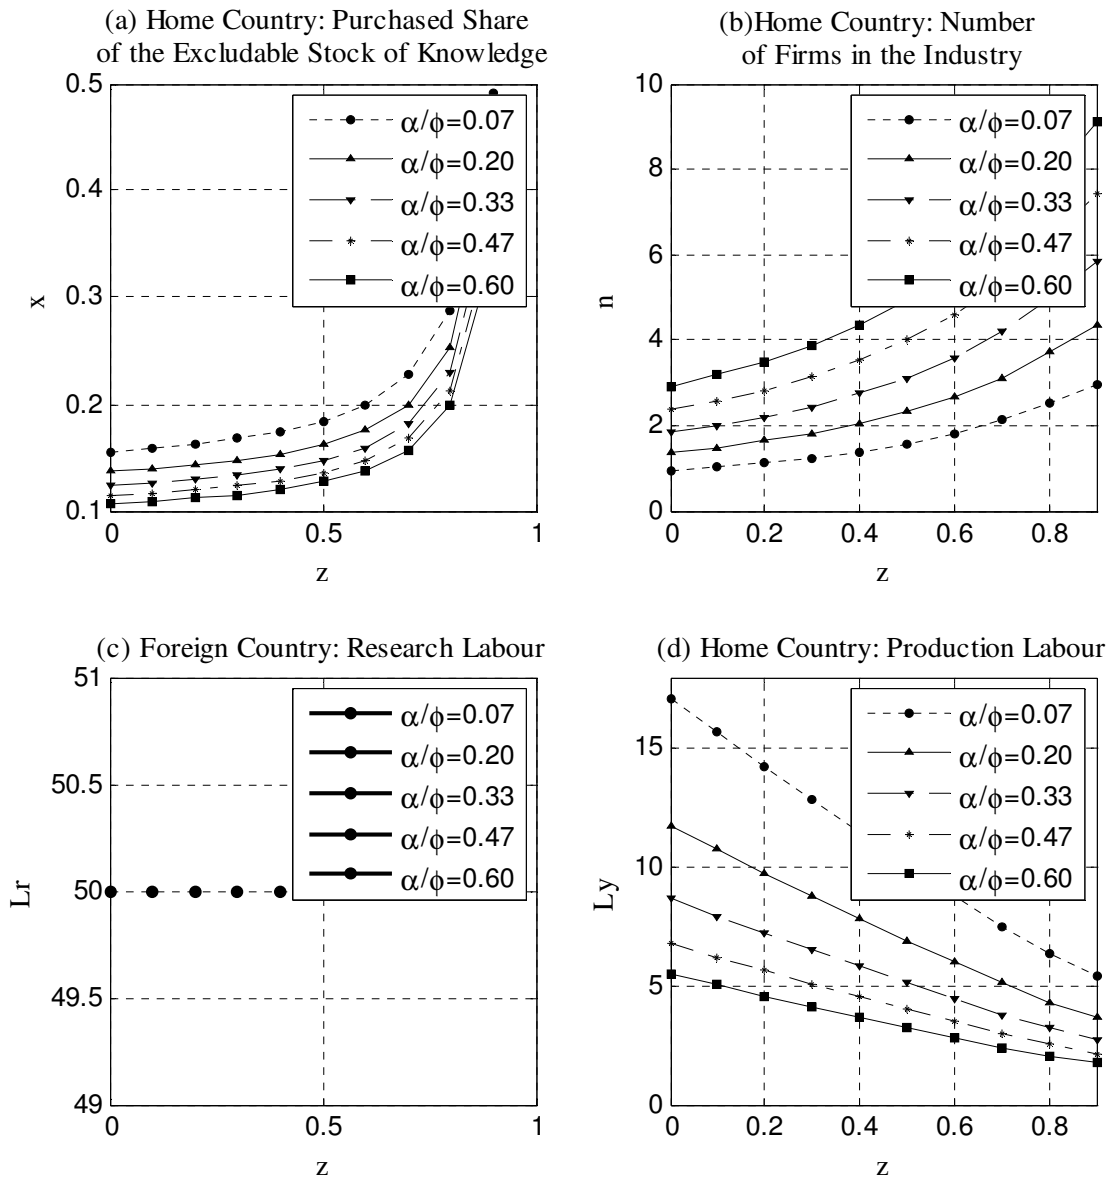 (a) Home Country: Purchased Share
of the Excludable Stock of Knowledge
0.5
0.4
0.3
0.2
0.1
x
α/ϕ=0.07
α/ϕ=0.20
α/ϕ=0.33
α/ϕ=0.47
α/ϕ=0.60
0
0.5
1
z
(b)Home Country: Number
of Firms in the Industry
10
8
6
4
2
0
n
α/ϕ=0.07
α/ϕ=0.20
α/ϕ=0.33
α/ϕ=0.47
α/ϕ=0.60
0
0.2
0.4
0.6
0.8
z
(c) Foreign Country: Research Labour
51
50.5
50
49.5
49
Lr
α/ϕ=0.07
α/ϕ=0.20
α/ϕ=0.33
α/ϕ=0.47
α/ϕ=0.60
0
0.5
1
z
(d) Home Country: Production Labour
15
10
5
0
Ly
α/ϕ=0.07
α/ϕ=0.20
α/ϕ=0.33
α/ϕ=0.47
α/ϕ=0.60
0
0.2
0.4
0.6
0.8
z